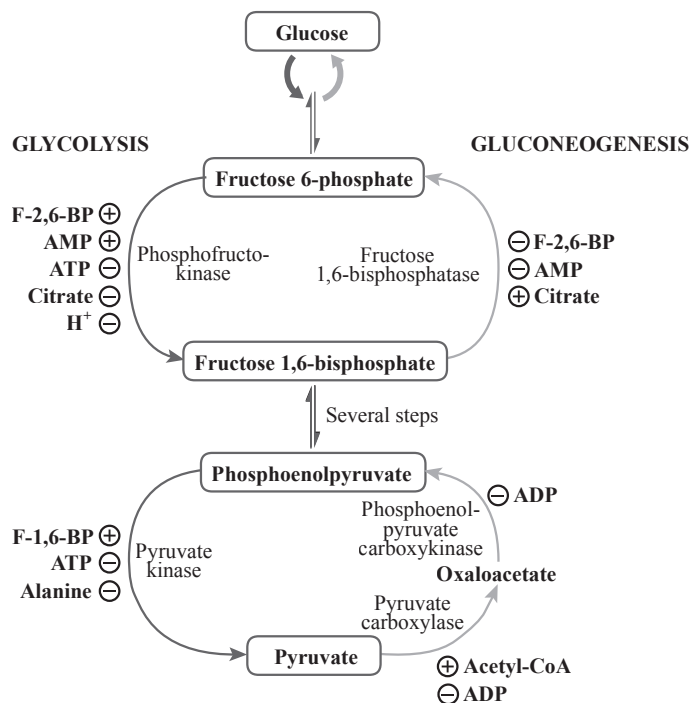 Glucose
GLYCOLYSIS
GLUCONEOGENESIS
Fructose 6-phosphate
F-2,6-BP +
AMP +
ATP −
Citrate −
H+ −
Phosphofructo-
kinase
Fructose
1,6-bisphosphatase
− F-2,6-BP
− AMP
+ Citrate
Fructose 1,6-bisphosphate
Several steps
Phosphoenolpyruvate
F-1,6-BP +
ATP −
Alanine −
Pyruvate
kinase
Phosphoenol-
pyruvate
carboxykinase
− ADP
Oxaloacetate
Pyruvate
carboxylase
Pyruvate
+ Acetyl-CoA
− ADP